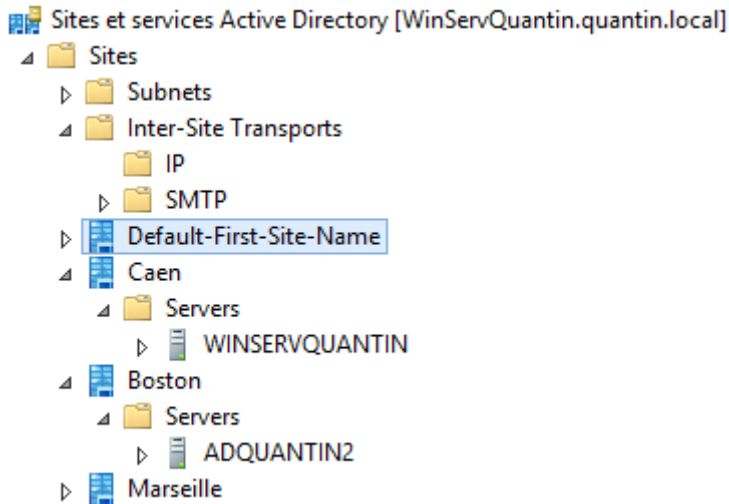 Sites et services Active Directory [WinServQuantin.quantin.local]
Sites
Subnets
Inter-Site Transports
IP
SMTP
Default-First-Site-Name
Caen
Servers
WINSERVQUANTIN
Boston
Servers
ADQUANTIN2
Marseille